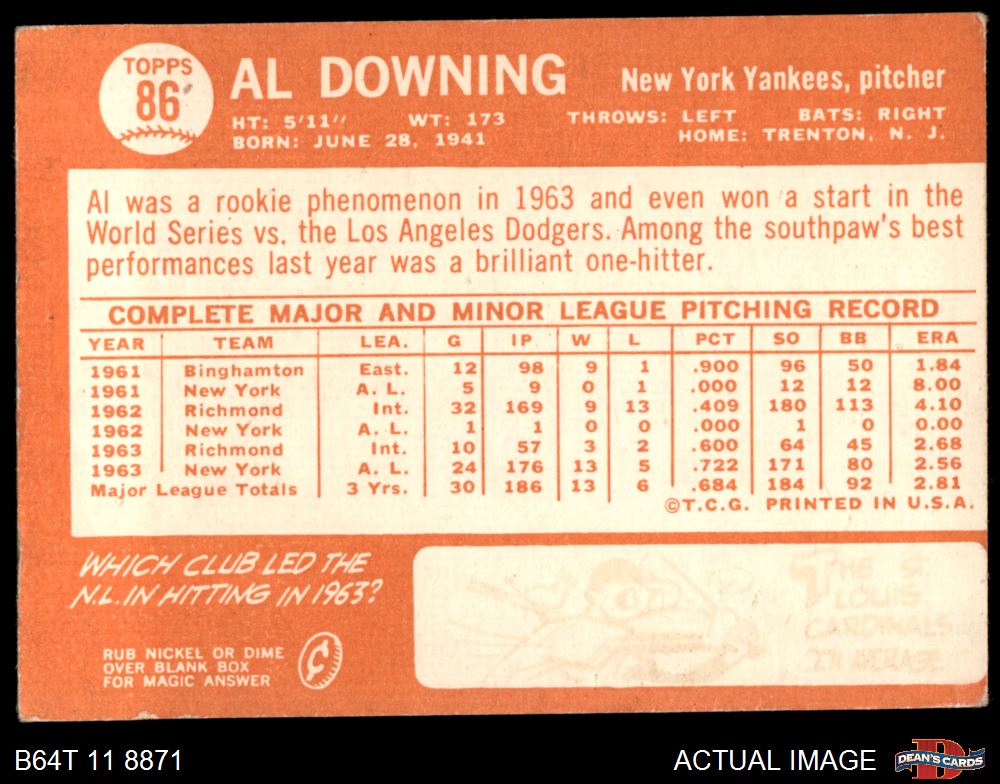 TOPPS
86
AL DOWNING
New York Yankees, pitcher
HT: 5'11" WT: 173 THROWS: LEFT BATS: RIGHT
BORN: JUNE 28, 1941 HOME: TRENTON, N. J.
Al was a rookie phenomenon in 1963 and even won a start in the
World Series vs. the Los Angeles Dodgers. Among the southpaw's best
performances last year was a brilliant one-hitter.
COMPLETE MAJOR AND MINOR LEAGUE PITCHING RECORD
YEAR TEAM LEA. G IP W L PCT SO BB ERA
1961 Binghamton East. 12 98 9 1 .900 96 50 1.84
1961 New York A. L. 5 9 0 1 .000 12 12 8.00
1962 Richmond Int. 32 169 9 13 .409 180 113 4.10
1962 New York A. L. 1 1 0 0 .000 1 0 0.00
1963 Richmond Int. 10 57 3 2 .600 64 45 2.68
1963 New York A. L. 24 176 13 5 .722 171 80 2.56
Major League Totals 3 Yrs. 30 186 13 6 .684 184 92 2.81
©T.C.G. PRINTED IN U.S.A.
WHICH CLUB LED THE
N.L. IN HITTING IN 1963?
RUB NICKEL OR DIME
OVER BLANK BOX
FOR MAGIC ANSWER
¢
THE ST.
LOUIS
CARDINALS
.271 AVERAGE
B64T 11 8871
ACTUAL IMAGE
D
DEAN'S CARDS